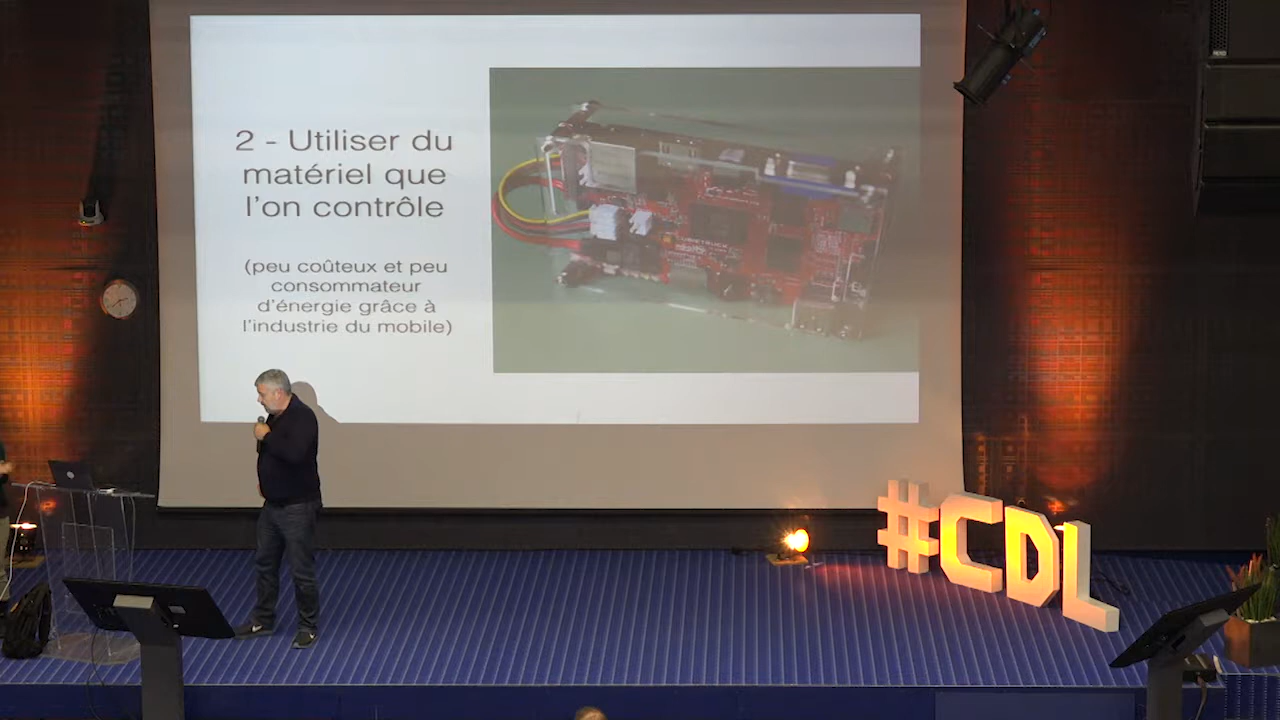 2 - Utiliser du
matériel que
l'on contrôle
(peu coûteux et peu
consommateur
d'énergie grâce à
l'industrie du mobile)
#CDL